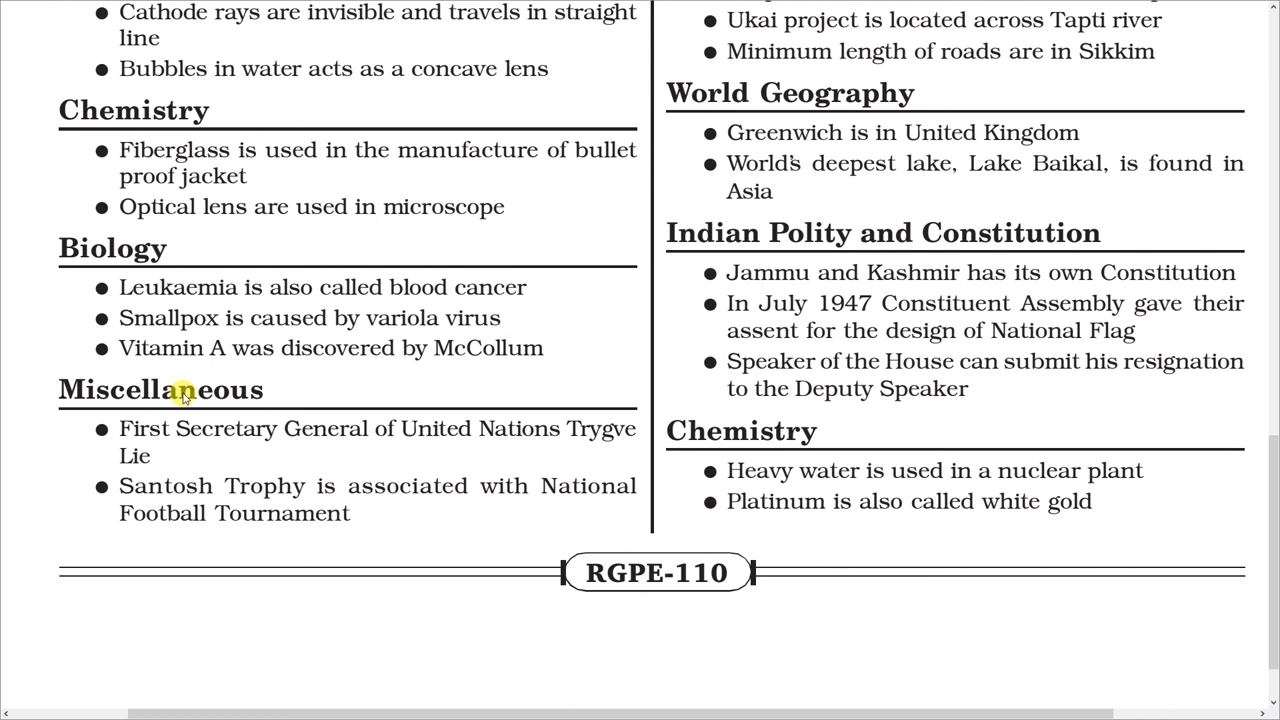 ● Cathode rays are invisible and travels in straight
line
● Bubbles in water acts as a concave lens
Chemistry
● Fiberglass is used in the manufacture of bullet
proof jacket
● Optical lens are used in microscope
Biology
● Leukaemia is also called blood cancer
● Smallpox is caused by variola virus
● Vitamin A was discovered by McCollum
Miscellaneous
● First Secretary General of United Nations Trygve
Lie
● Santosh Trophy is associated with National
Football Tournament
● Ukai project is located across Tapti river
● Minimum length of roads are in Sikkim
World Geography
● Greenwich is in United Kingdom
● World's deepest lake, Lake Baikal, is found in
Asia
Indian Polity and Constitution
● Jammu and Kashmir has its own Constitution
● In July 1947 Constituent Assembly gave their
assent for the design of National Flag
● Speaker of the House can submit his resignation
to the Deputy Speaker
Chemistry
● Heavy water is used in a nuclear plant
● Platinum is also called white gold
RGPE-110